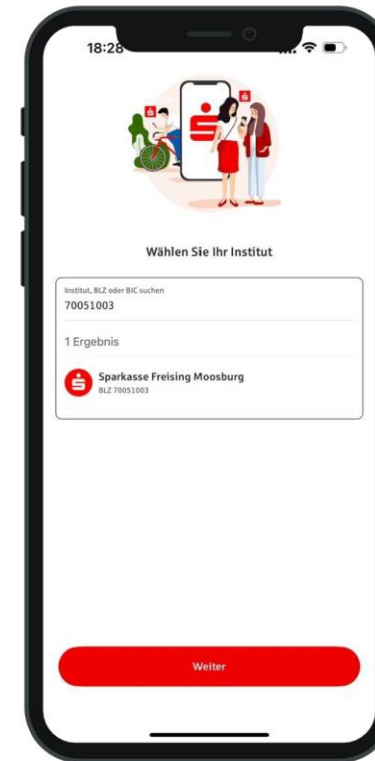 18:28
Wählen Sie Ihr Institut
Institut, BLZ oder BIC suchen
70051003
1 Ergebnis
Sparkasse Freising Moosburg
BLZ 70051003
Weiter